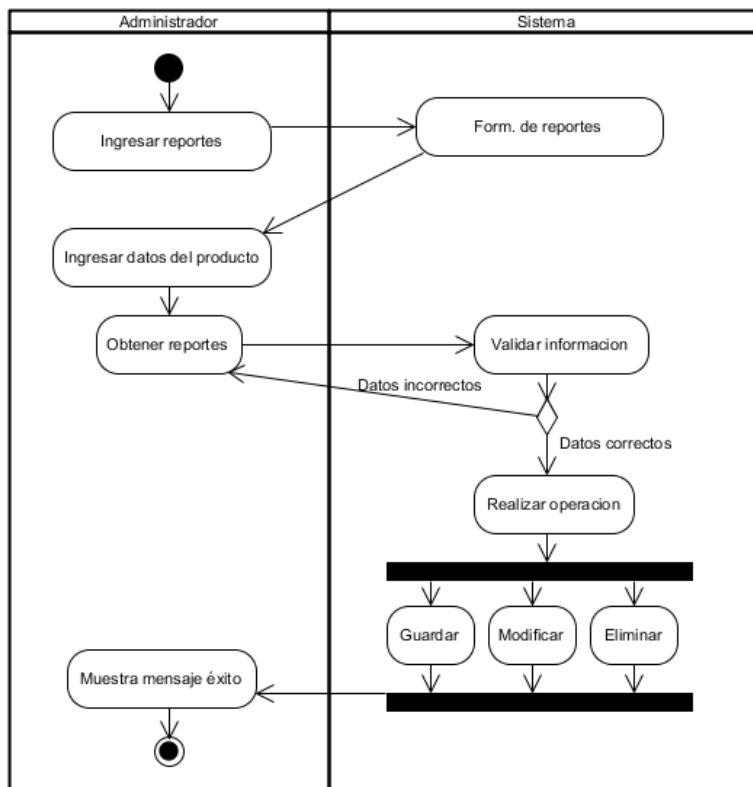 Administrador
Sistema
Ingresar reportes
Form. de reportes
Ingresar datos del producto
Obtener reportes
Validar informacion
Datos incorrectos
Datos correctos
Realizar operacion
Guardar
Modificar
Eliminar
Muestra mensaje éxito